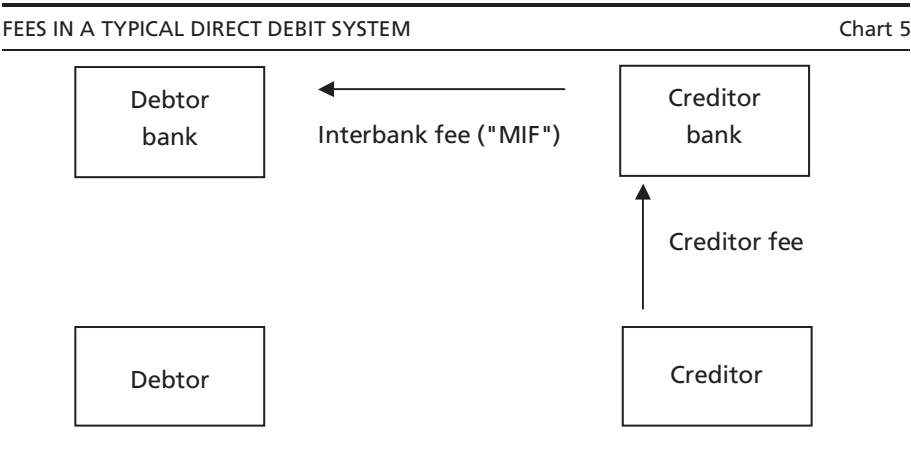 FEES IN A TYPICAL DIRECT DEBIT SYSTEM
Chart 5
Debtor
bank
Interbank fee ("MIF")
Creditor
bank
Creditor fee
Debtor
Creditor